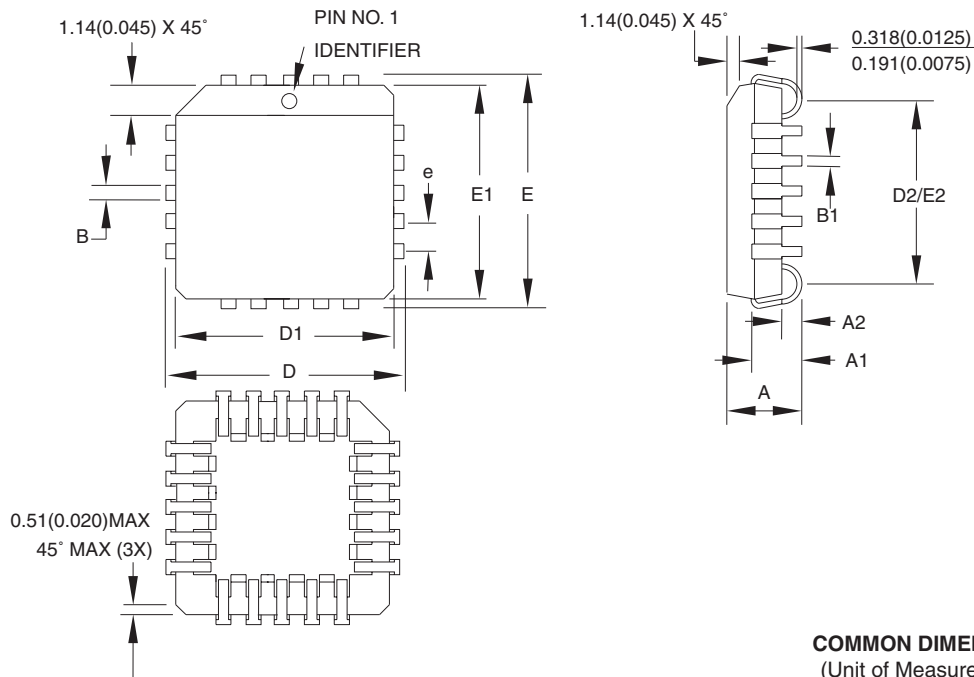 1.14(0.045) X 45˚
PIN NO. 1
IDENTIFIER
1.14(0.045) X 45˚
0.318(0.0125)
0.191(0.0075)
e
E1
E
B
B1
D2/E2
D1
D
A2
A1
A
0.51(0.020)MAX
45˚ MAX (3X)
COMMON DIMEN
(Unit of Measure